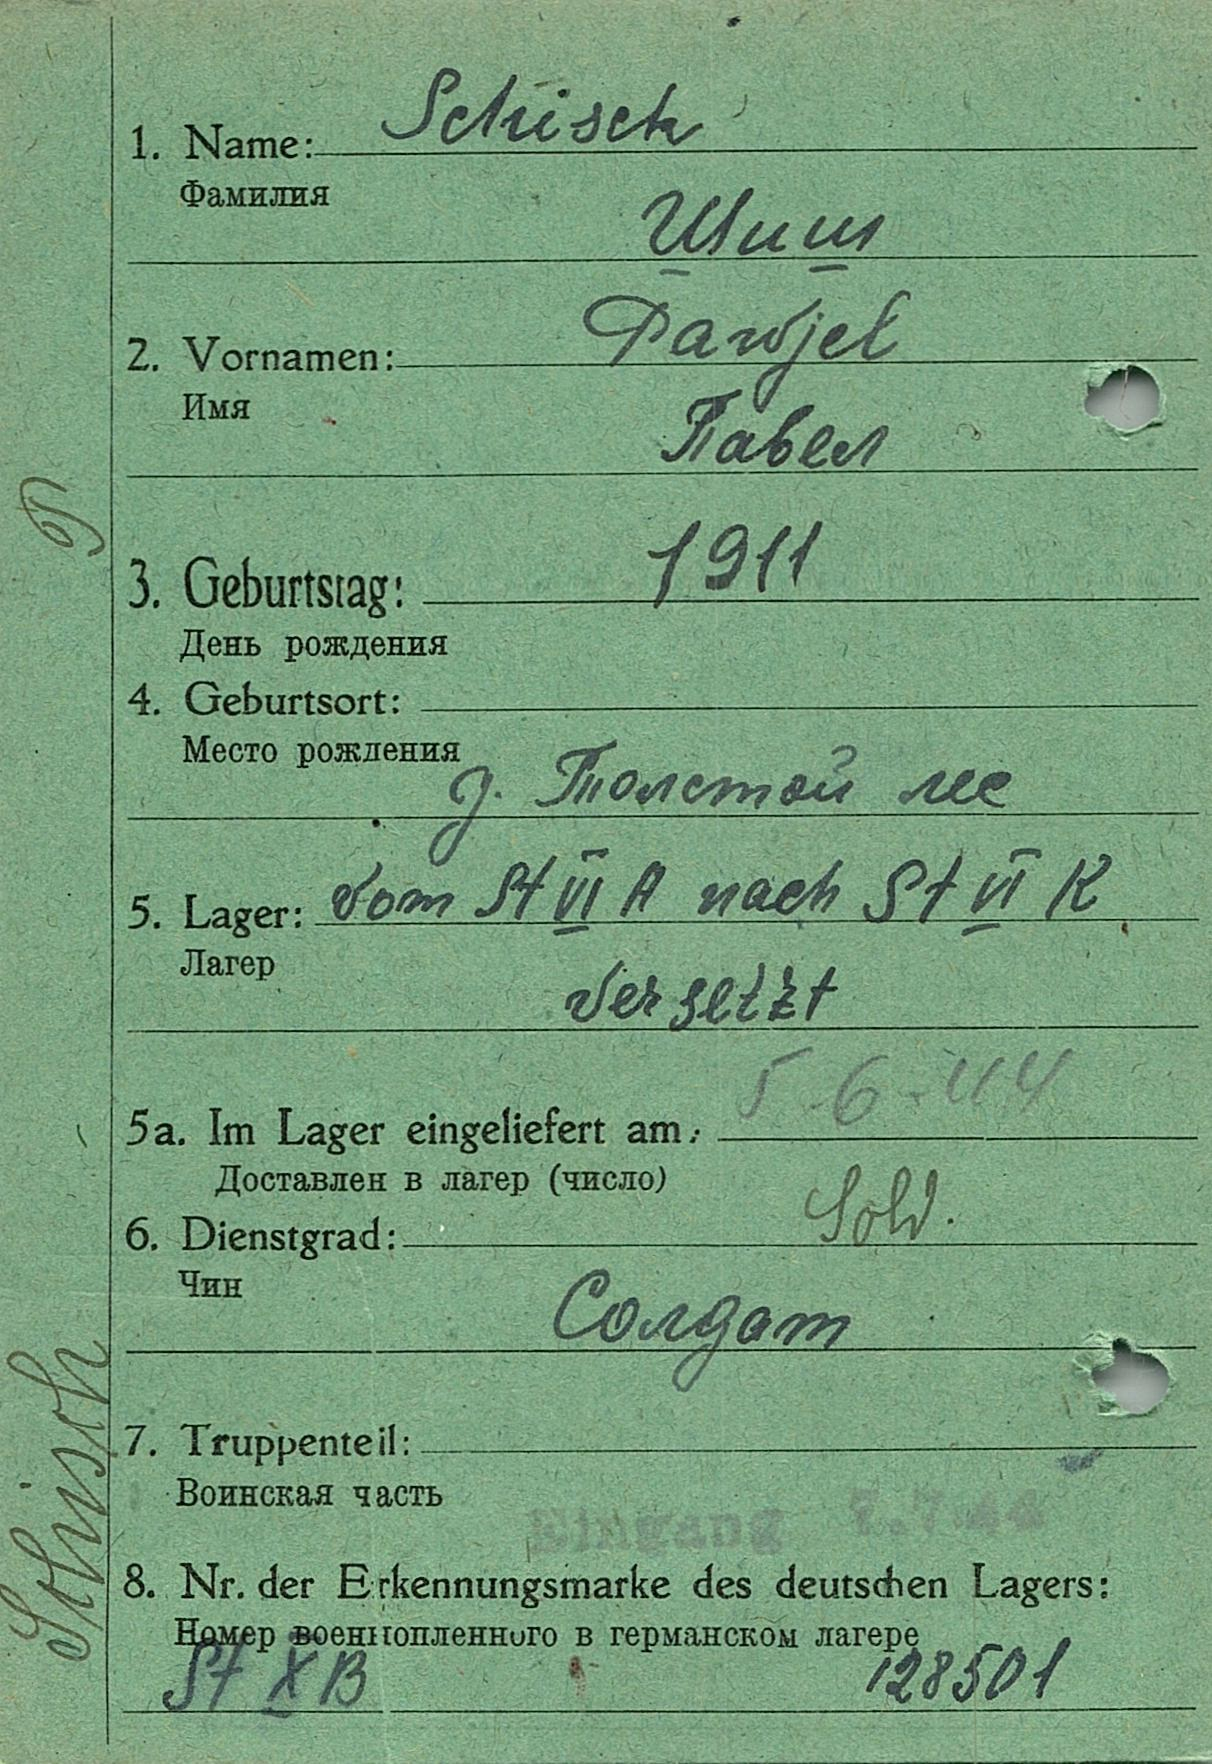 1. Name: Schisch
Фамилия
Шиш
2. Vornamen: Pawjel
Имя
Павел
3. Geburtstag: 1911
День рождения
4. Geburtsort:
Место рождения
д. Толстой лес
5. Lager: vom St VI A nach St VI K
Лагер
versetzt
5a. Im Lager eingeliefert am: 5.6.44
Доставлен в лагер (число)
6. Dienstgrad: Sold.
Чин
Солдат
7. Truppenteil:
Воинская часть
Eingang 7.7.44
8. Nr. der Erkennungsmarke des deutschen Lagers:
Номер военнопленного в германском лагере
St X B 128501
Schisch P